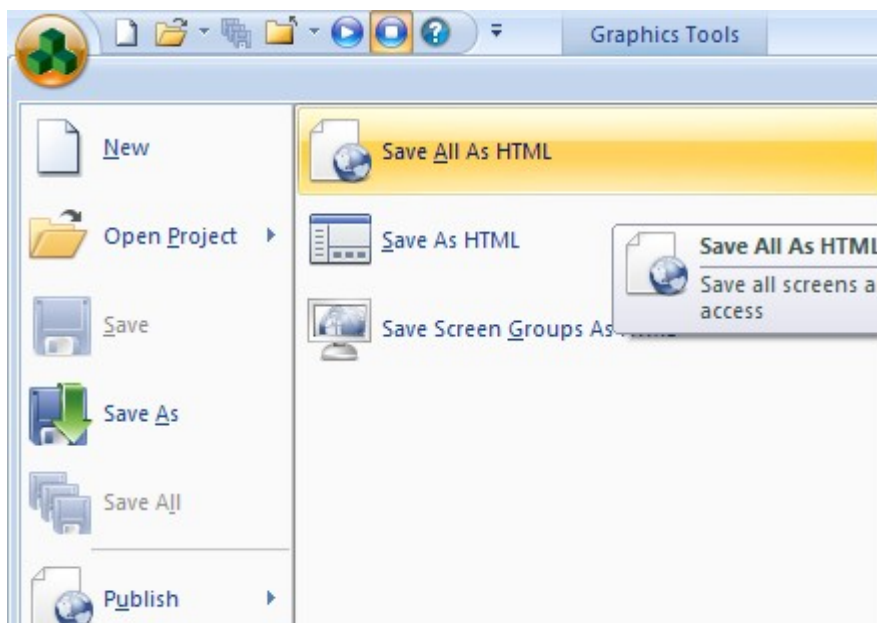 Graphics Tools
New
Save All As HTML
Open Project
Save As HTML
Save All As HTML
Save all screens a
access
Save
Save Screen Groups As
Save As
Save All
Publish